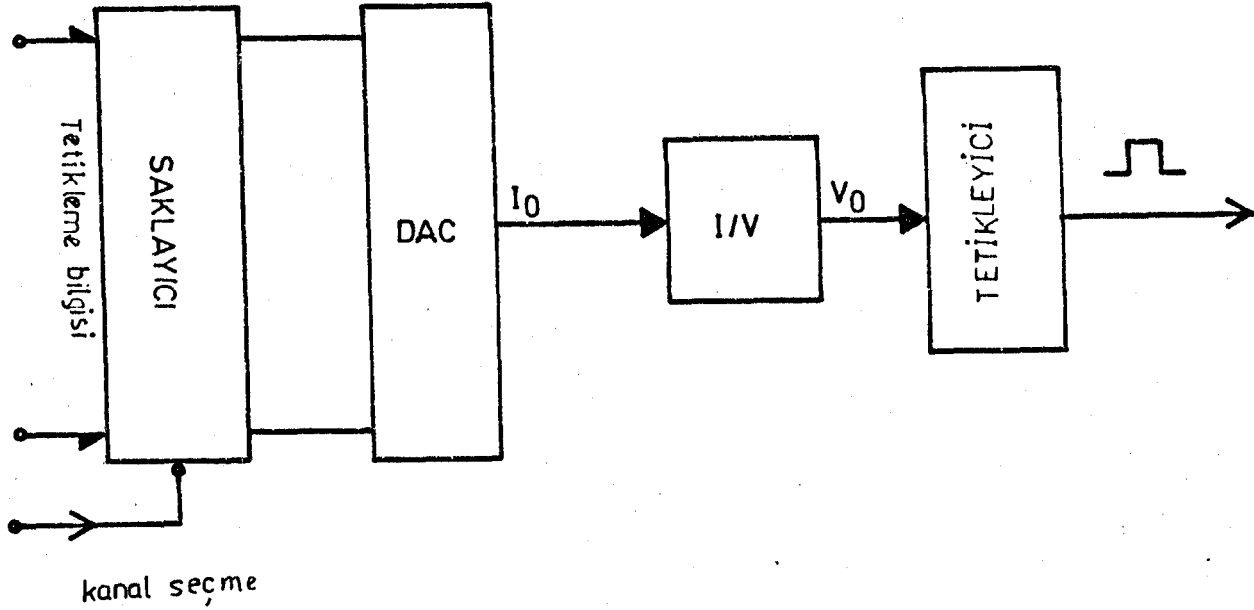 Tetikleme bilgisi
SAKLAYICI
DAC
I0
I/V
V0
TETİKLEYİCİ
kanal seçme